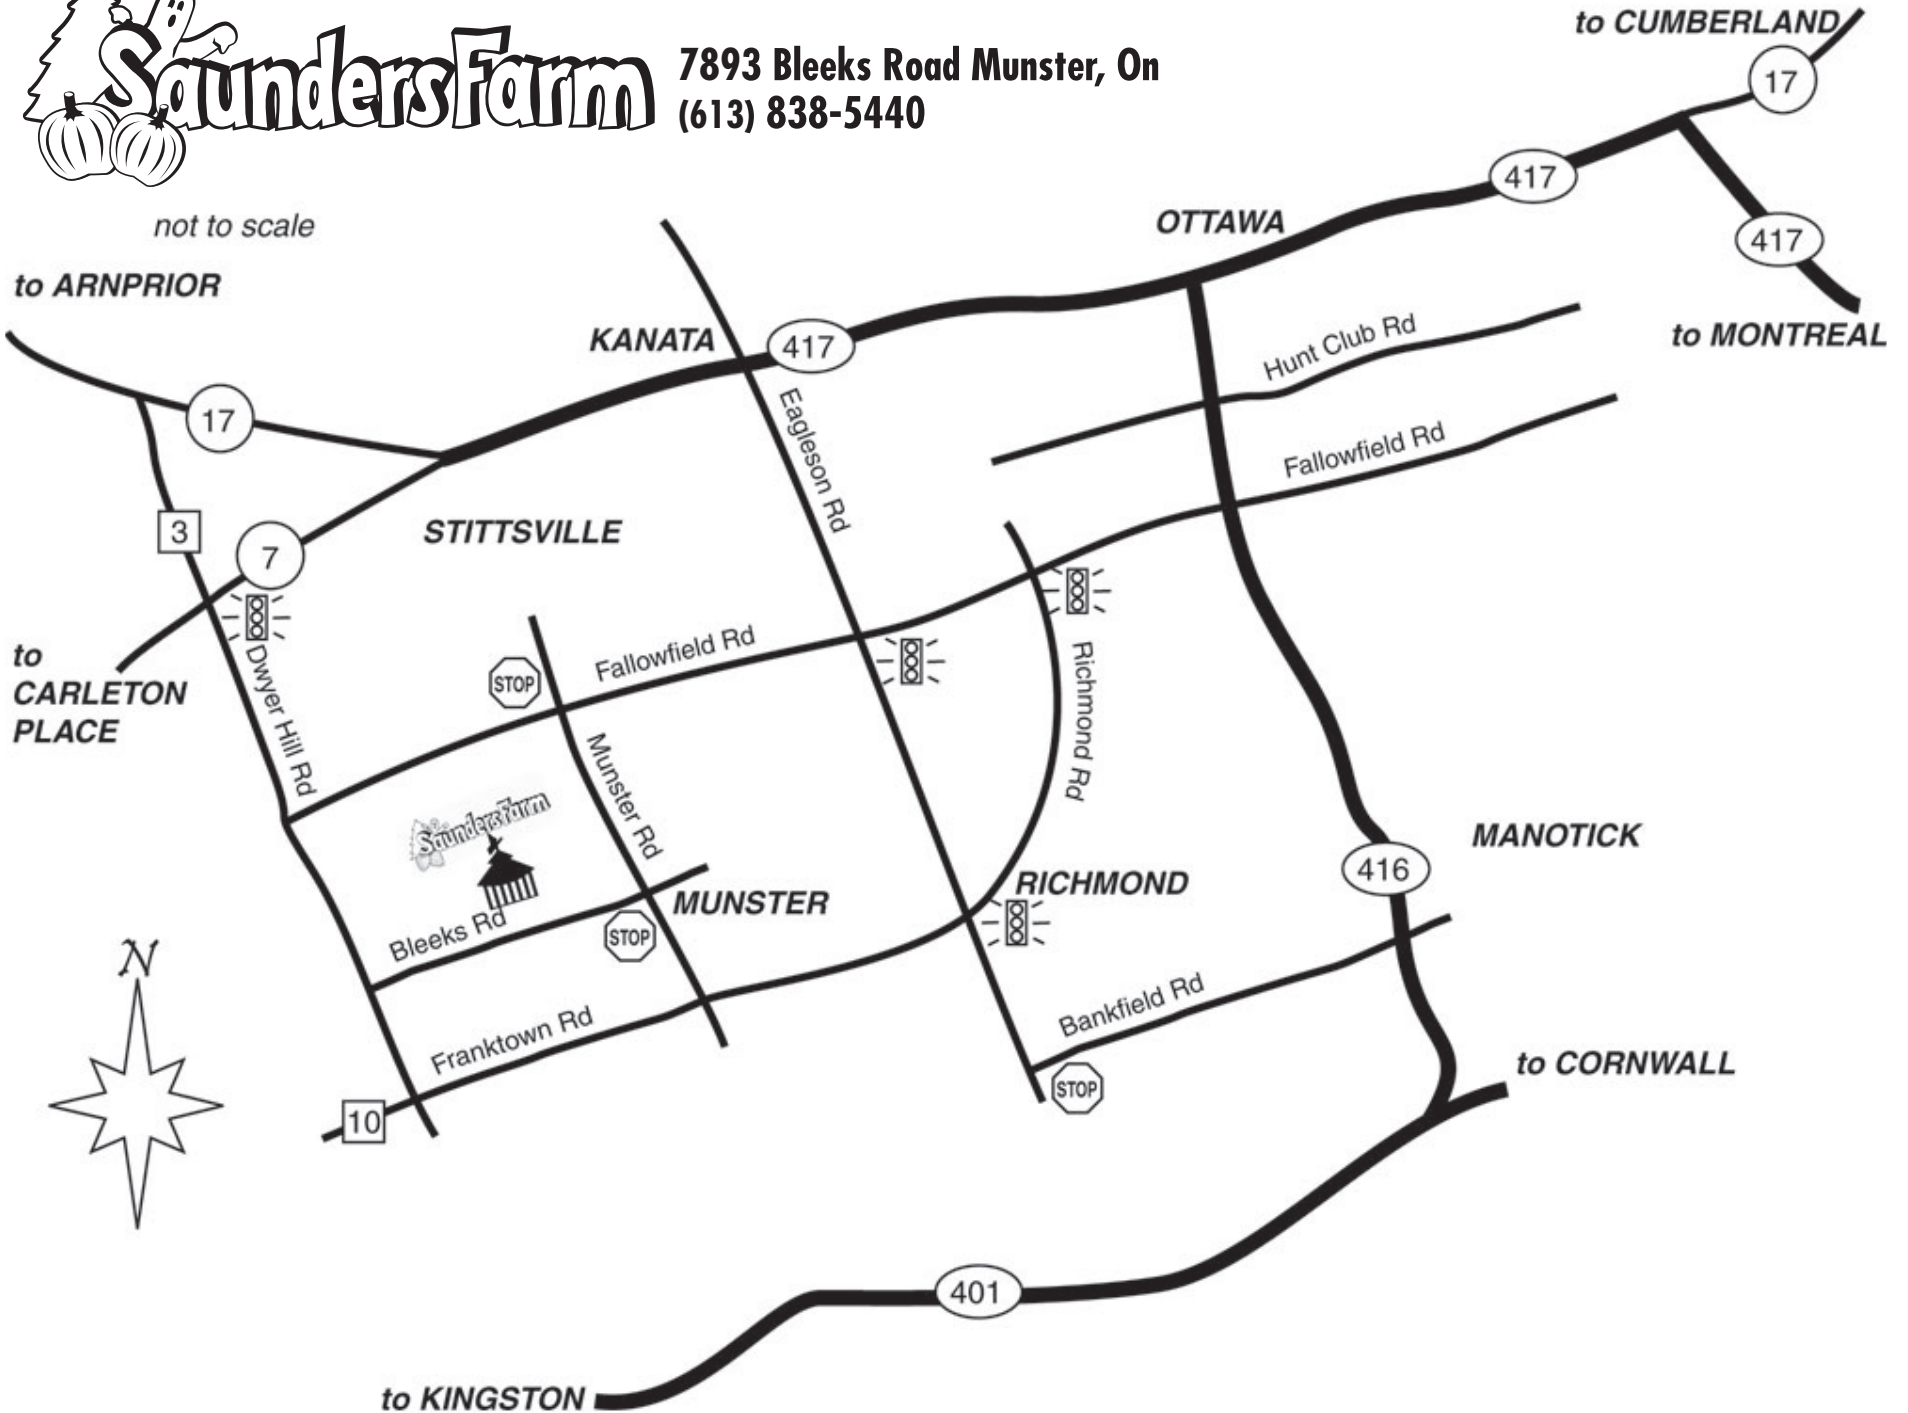 to CUMBERLAND
17
SaundersFarm
7893 Bleeks Road Munster, On
(613) 838-5440
417
OTTAWA
not to scale
417
to ARNPRIOR
to MONTREAL
KANATA
417
Hunt Club Rd
17
Eagleson Rd
Fallowfield Rd
3
STITTSVILLE
7
to
CARLETON
PLACE
Dwyer Hill Rd
STOP
Fallowfield Rd
Richmond Rd
Munster Rd
SaundersFarm
MANOTICK
416
RICHMOND
MUNSTER
Bleeks Rd
STOP
N
Bankfield Rd
Franktown Rd
to CORNWALL
STOP
10
401
to KINGSTON